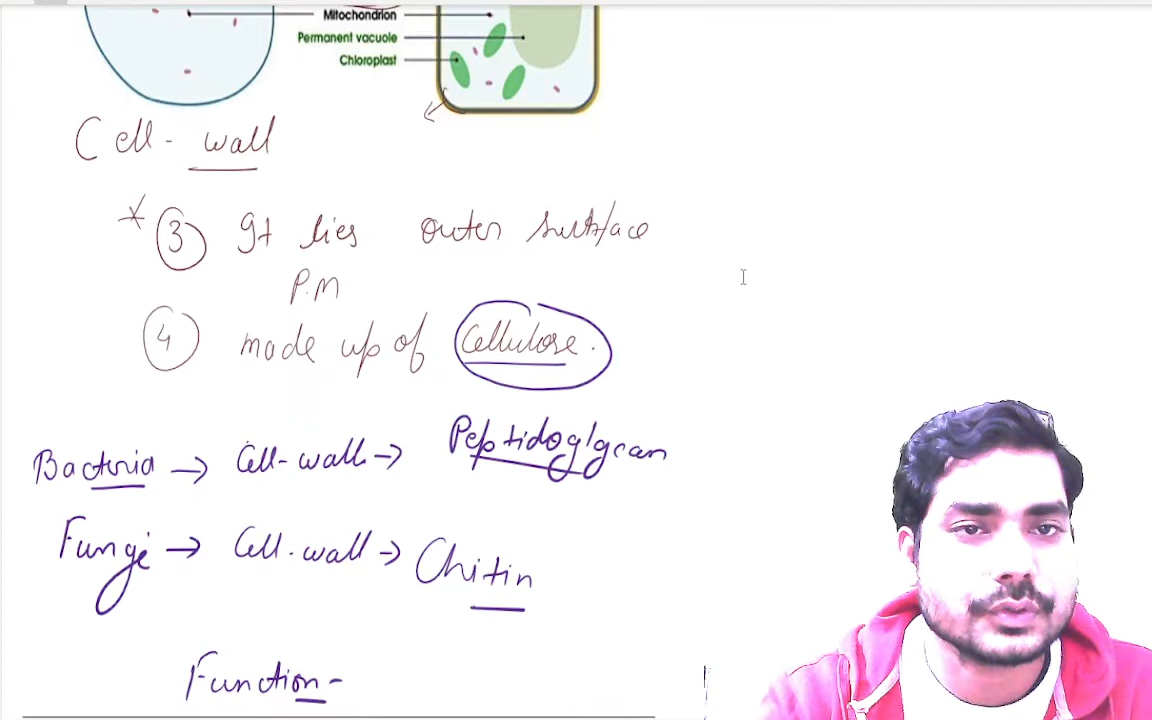 Mitochondrion
Permanent vacuole
Chloroplast
Cell- wall
* 3 It lies outer surface
P.M
4 made up of Cellulose.
Bacteria → Cell-wall → Peptidoglycan
Fungi → Cell-wall → Chitin
Function-